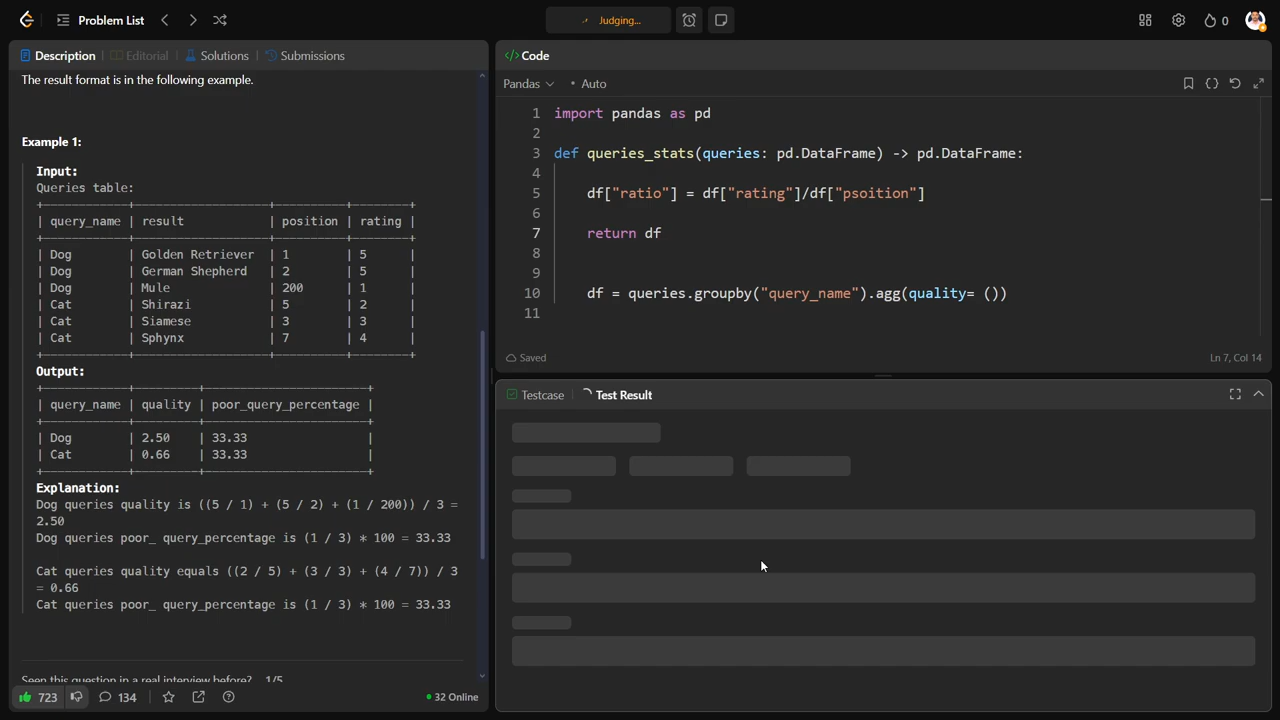 Problem List
Judging...
0
Description
Editorial
Solutions
Submissions
Code
The result format is in the following example.
Example 1:
Input:
Queries table:
+------------+-------------------+----------+--------+
| query_name | result            | position | rating |
+------------+-------------------+----------+--------+
| Dog        | Golden Retriever  | 1        | 5      |
| Dog        | German Shepherd   | 2        | 5      |
| Dog        | Mule              | 200      | 1      |
| Cat        | Shirazi           | 5        | 2      |
| Cat        | Siamese           | 3        | 3      |
| Cat        | Sphynx            | 7        | 4      |
+------------+-------------------+----------+--------+
Output:
+------------+---------+-----------------------+
| query_name | quality | poor_query_percentage |
+------------+---------+-----------------------+
| Dog        | 2.50    | 33.33                 |
| Cat        | 0.66    | 33.33                 |
+------------+---------+-----------------------+
Explanation:
Dog queries quality is ((5 / 1) + (5 / 2) + (1 / 200)) / 3 =
2.50
Dog queries poor_ query_percentage is (1 / 3) * 100 = 33.33
Cat queries quality equals ((2 / 5) + (3 / 3) + (4 / 7)) / 3
= 0.66
Cat queries poor_ query_percentage is (1 / 3) * 100 = 33.33
Seen this question in a real interview before? 1/5
723
134
32 Online
Pandas
Auto
1 import pandas as pd
2
3 def queries_stats(queries: pd.DataFrame) -> pd.DataFrame:
4
5 df["ratio"] = df["rating"]/df["psoition"]
6
7 return df
8
9
10 df = queries.groupby("query_name").agg(quality= ())
11
Saved
Ln 7, Col 14
Testcase
Test Result